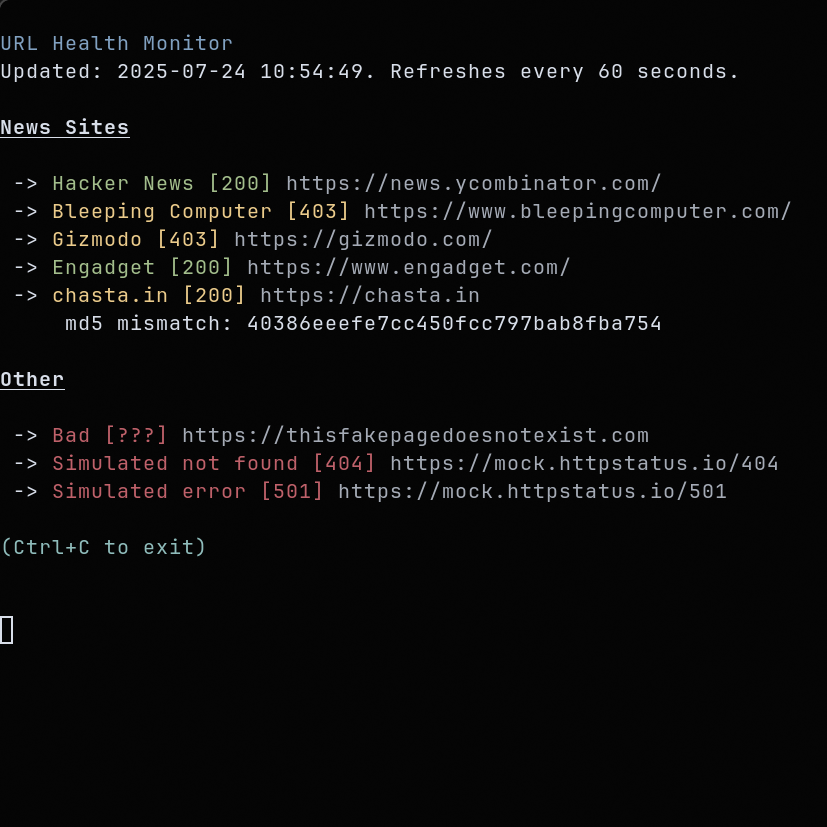 URL Health Monitor
Updated: 2025-07-24 10:54:49. Refreshes every 60 seconds.
News Sites
-> Hacker News [200] https://news.ycombinator.com/
-> Bleeping Computer [403] https://www.bleepingcomputer.com/
-> Gizmodo [403] https://gizmodo.com/
-> Engadget [200] https://www.engadget.com/
-> chasta.in [200] https://chasta.in
md5 mismatch: 40386eeefe7cc450fcc797bab8fba754
Other
-> Bad [???] https://thisfakepagedoesnotexist.com
-> Simulated not found [404] https://mock.httpstatus.io/404
-> Simulated error [501] https://mock.httpstatus.io/501
(Ctrl+C to exit)